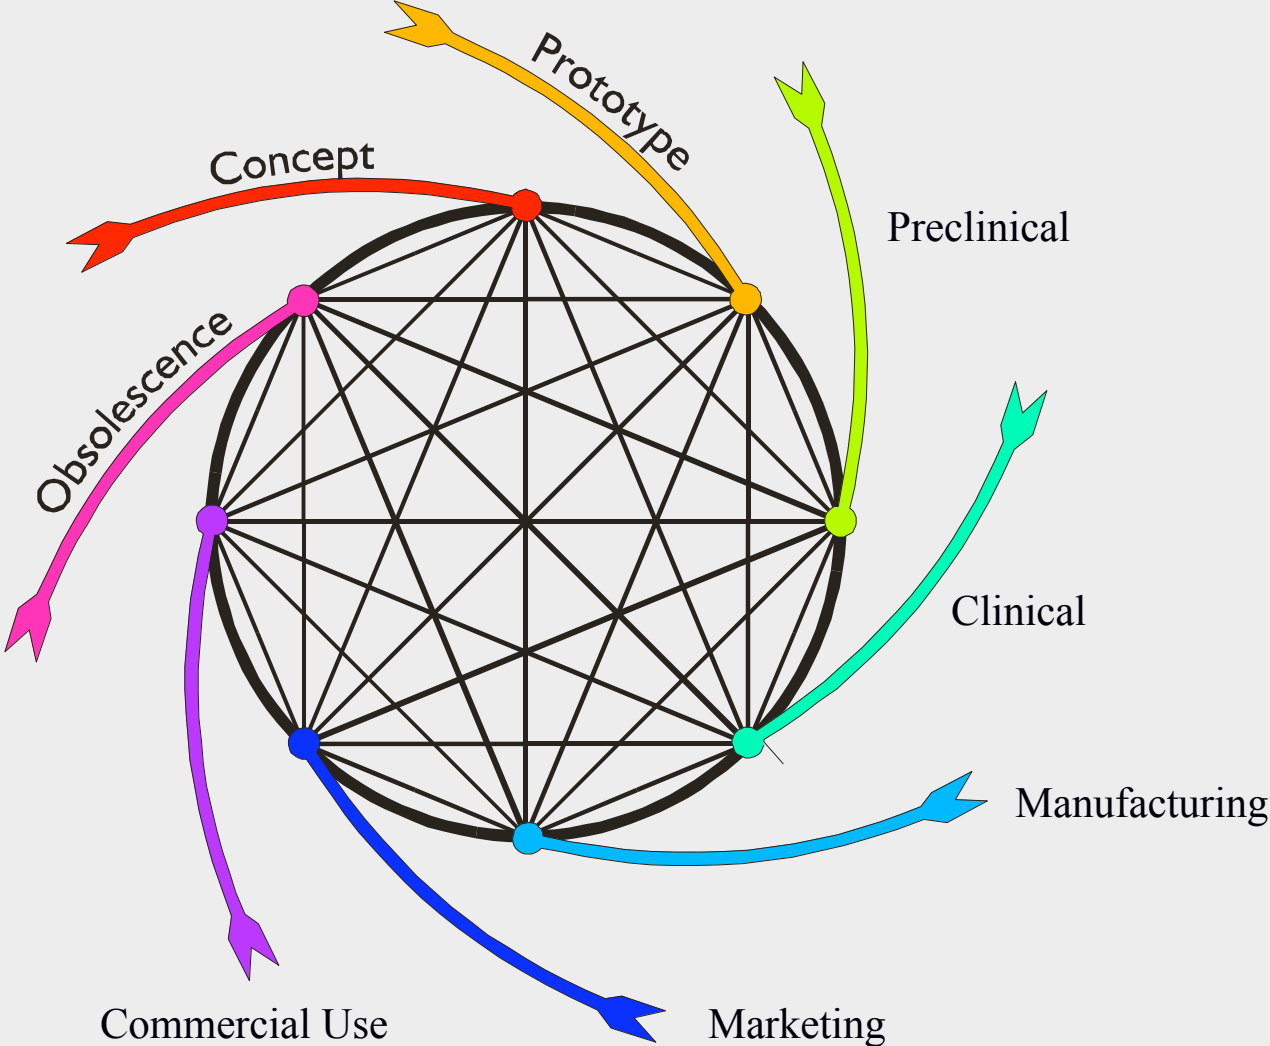 Concept
Prototype
Preclinical
Clinical
Manufacturing
Marketing
Commercial Use
Obsolescence